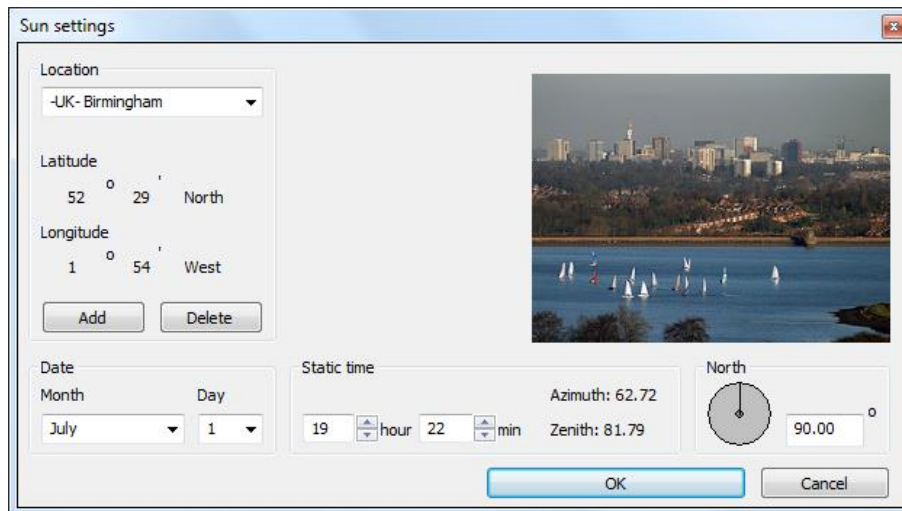 Sun settings
Location
-UK- Birmingham
Latitude
52 o 29 ' North
Longitude
1 o 54 ' West
Add Delete
Date
Month Day
July 1
Static time
19 hour 22 min
Azimuth: 62.72
Zenith: 81.79
North
90.00 o
OK Cancel